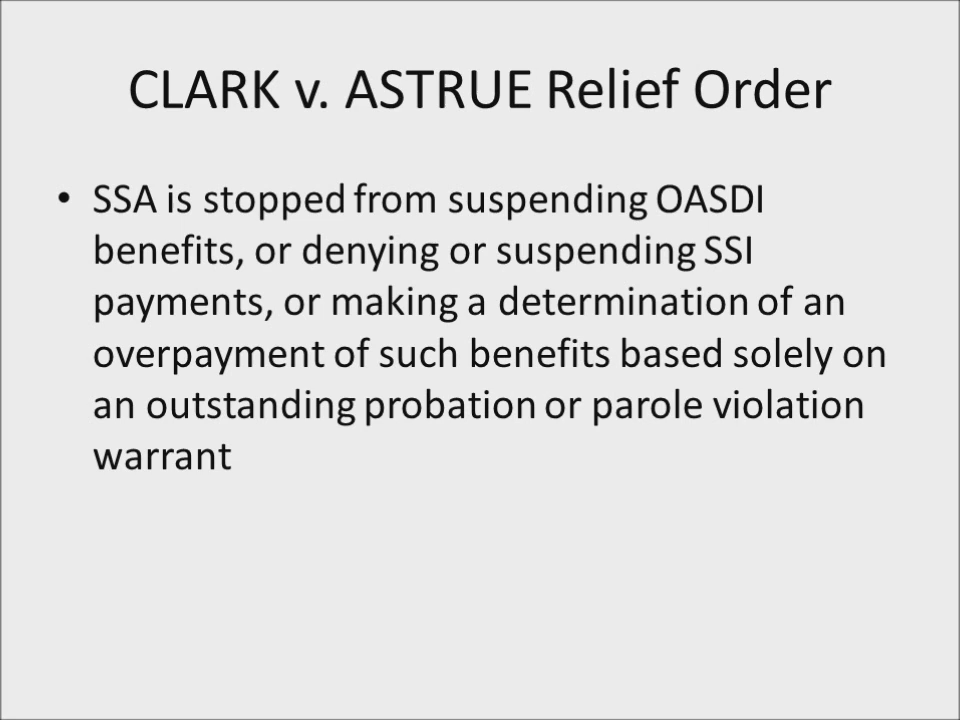 CLARK v. ASTRUE Relief Order
• SSA is stopped from suspending OASDI
benefits, or denying or suspending SSI
payments, or making a determination of an
overpayment of such benefits based solely on
an outstanding probation or parole violation
warrant